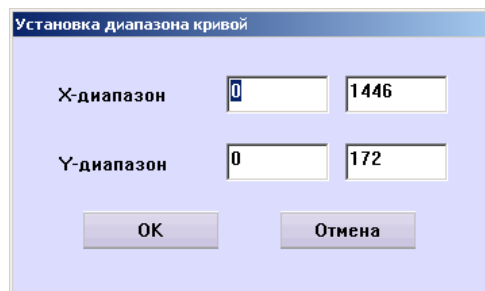 Установка диапазона кривой
X-диапазон 0 1446
Y-диапазон 0 172
OK Отмена